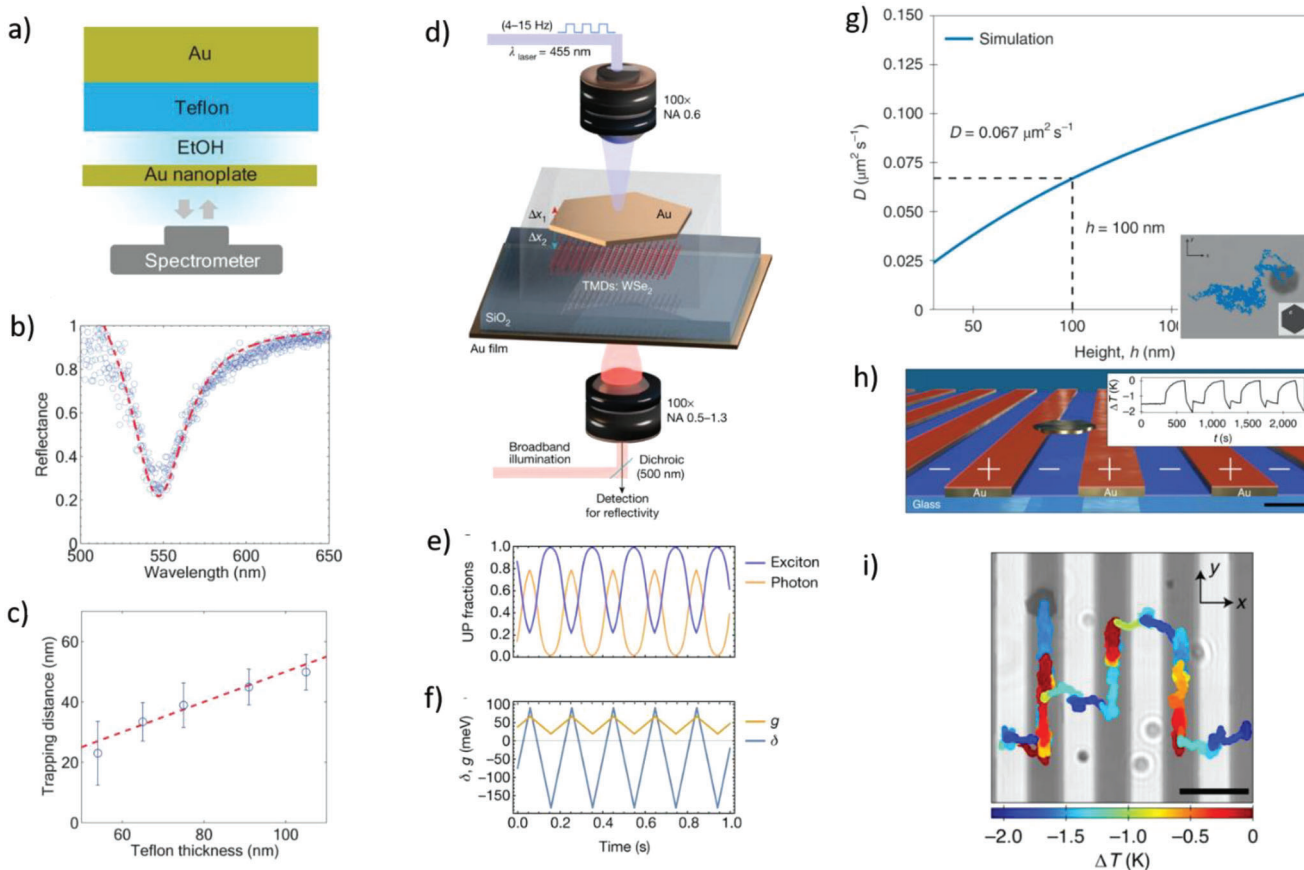 a)
Au
Teflon
EtOH
Au nanoplate
Spectrometer
b)
1
0.8
0.6
0.4
0.2
0
Reflectance
500
550
600
650
Wavelength (nm)
c)
60
40
20
0
Trapping distance (nm)
60
80
100
Teflon thickness (nm)
d)
(4–15 Hz)
λ laser = 455 nm
100×
NA 0.6
Δx₁
Au
Δx₂
TMDs: WSe₂
SiO₂
Au film
100×
NA 0.5–1.3
Broadband
illumination
Dichroic
(500 nm)
Detection
for reflectivity
e)
1.0
0.8
0.6
0.4
0.2
0.0
UP fractions
Exciton
Photon
f)
100
50
0
−50
−100
−150
δ, g (meV)
g
δ
0.0
0.2
0.4
0.6
0.8
1.0
Time (s)
g)
0.150
0.125
0.100
0.075
0.050
0.025
0
D (μm² s⁻¹)
Simulation
D = 0.067 μm² s⁻¹
h = 100 nm
50
100
Height, h (nm)
h)
0
−1
−2
ΔT (K)
0
500
1,000
1,500
2,000
t (s)
− + − + − +
Au
Au
Au
Glass
i)
y
x
−2.0
−1.5
−1.0
−0.5
0
ΔT (K)